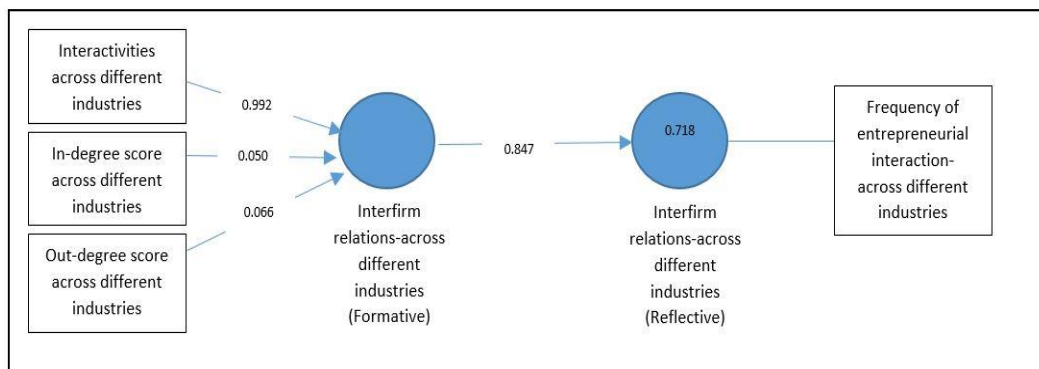 Interactivities
across different
industries
0.992
In-degree score
across different
industries
0.050
Out-degree score
across different
industries
0.066
Interfirm
relations-across
different
industries
(Formative)
0.847
0.718
Interfirm
relations-across
different
industries
(Reflective)
Frequency of
entrepreneurial
interaction-
across different
industries